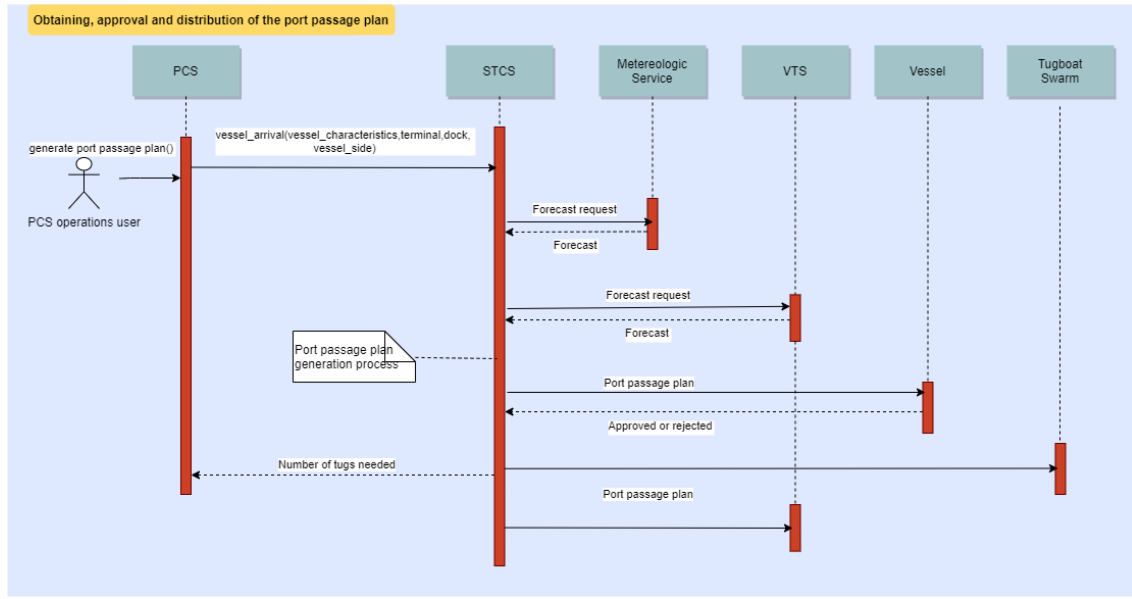 Obtaining, approval and distribution of the port passage plan
PCS
STCS
Metereologic
Service
VTS
Vessel
Tugboat
Swarm
generate port passage plan()
vessel_arrival(vessel_characteristics,terminal,dock,
vessel_side)
PCS operations user
Forecast request
Forecast
Forecast request
Forecast
Port passage plan
generation process
Port passage plan
Approved or rejected
Number of tugs needed
Port passage plan